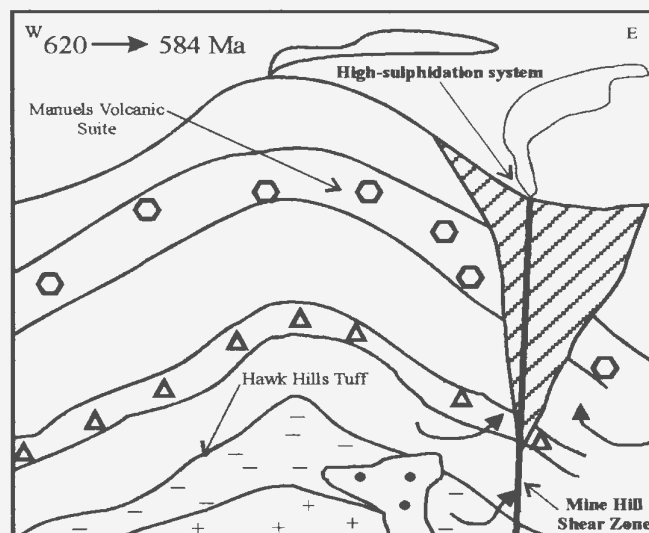 W 620 → 584 Ma
E
High-sulphidation system
Manuels Volcanic
Suite
Hawk Hills Tuff
Mine Hill
Shear Zone